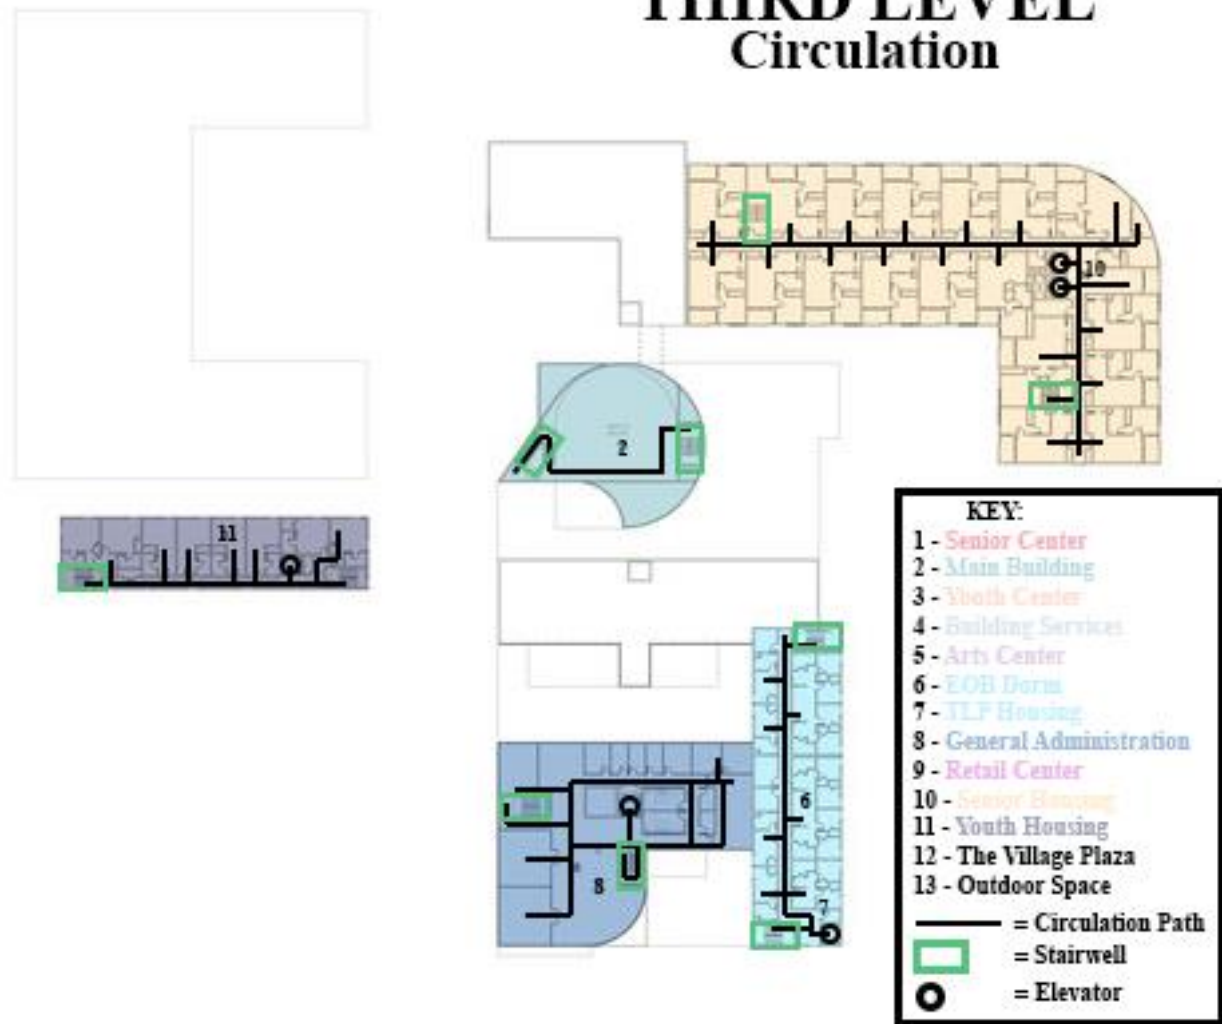 THIRD LEVEL
Circulation
10
2
11
6
8
7
KEY:
1 - Senior Center
2 - Main Building
3 - Youth Center
4 - Building Services
5 - Arts Center
6 - EOB Dorm
7 - TLP Housing
8 - General Administration
9 - Retail Center
10 - Senior Housing
11 - Youth Housing
12 - The Village Plaza
13 - Outdoor Space
= Circulation Path
= Stairwell
= Elevator